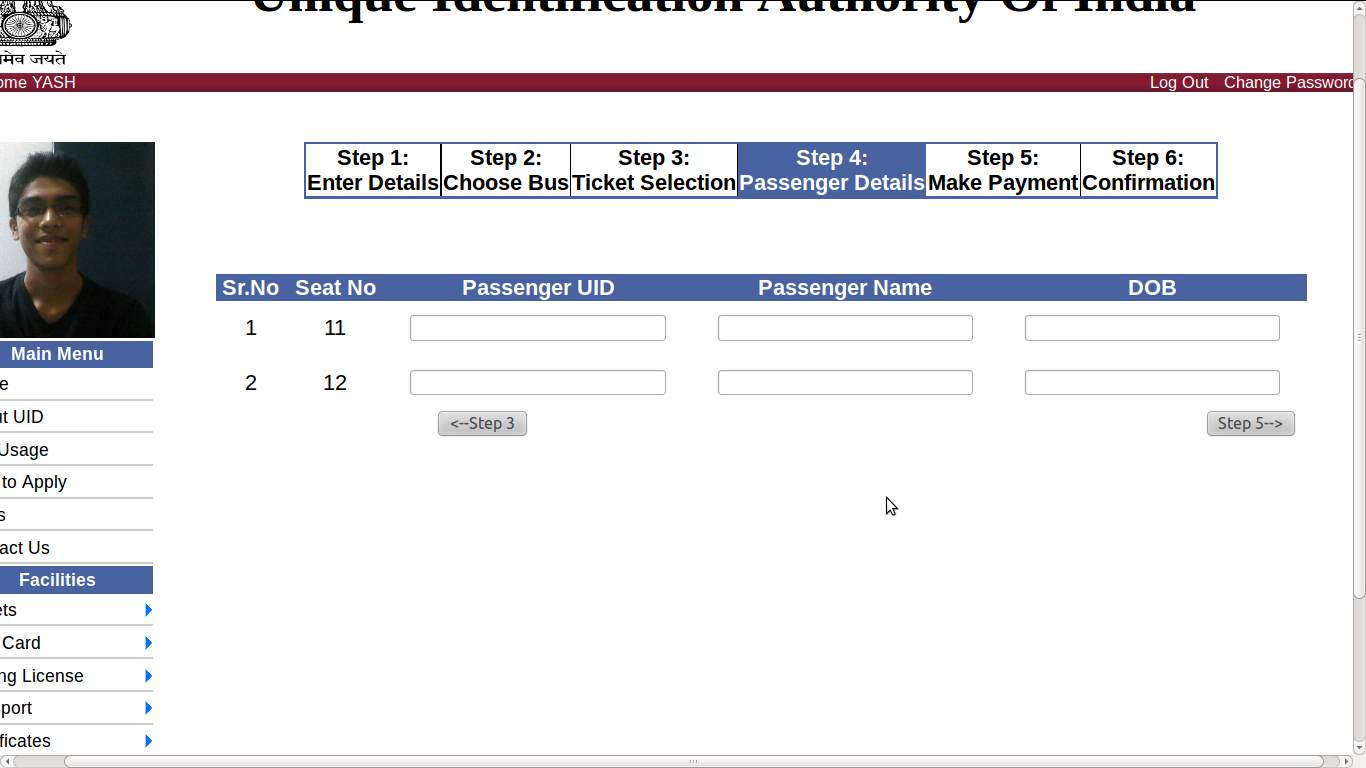 Unique Identification Authority Of India
मेव जयते
ome YASH
Log Out Change Password
Step 1: Enter Details
Step 2: Choose Bus
Step 3: Ticket Selection
Step 4: Passenger Details
Step 5: Make Payment
Step 6: Confirmation
Sr.No Seat No Passenger UID Passenger Name DOB
1 11
2 12
<--Step 3 Step 5-->
Main Menu
e
ut UID
Usage
to Apply
s
act Us
Facilities
ets
Card
ng License
port
ficates